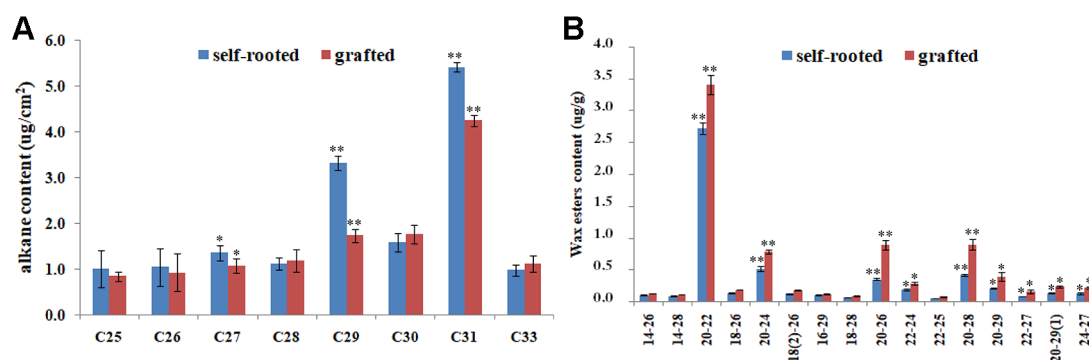 A
alkane content (ug/cm2)
6.0
5.0
4.0
3.0
2.0
1.0
0.0
self-rooted grafted
* * ** ** ** **
C25 C26 C27 C28 C29 C30 C31 C33
B
Wax esters content (ug/g)
4.0
3.5
3.0
2.5
2.0
1.5
1.0
0.5
0.0
self-rooted grafted
** ** ** ** ** ** * * ** ** * * * * * * * *
14-26 14-28 20-22 18-26 20-24 18(2)-26 16-29 18-28 20-26 22-24 22-25 20-28 20-29 22-27 20-29(1) 24-27